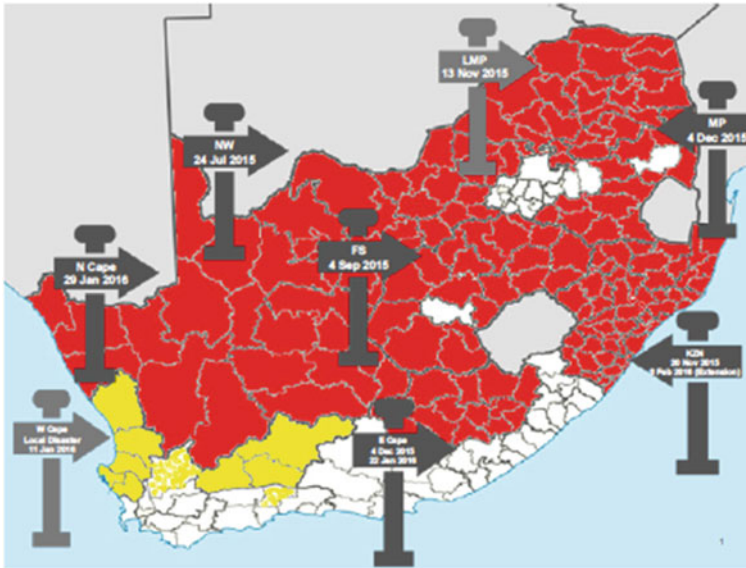 LMP
13 Nov 2015
MP
4 Dec 2015
NW
24 Jul 2015
FS
4 Sep 2015
N Cape
29 Jan 2016
KZN
20 Nov 2015
9 Feb 2016 (Extension)
W Cape
Local Disaster
11 Jan 2016
E Cape
4 Dec 2015
22 Jan 2016
1